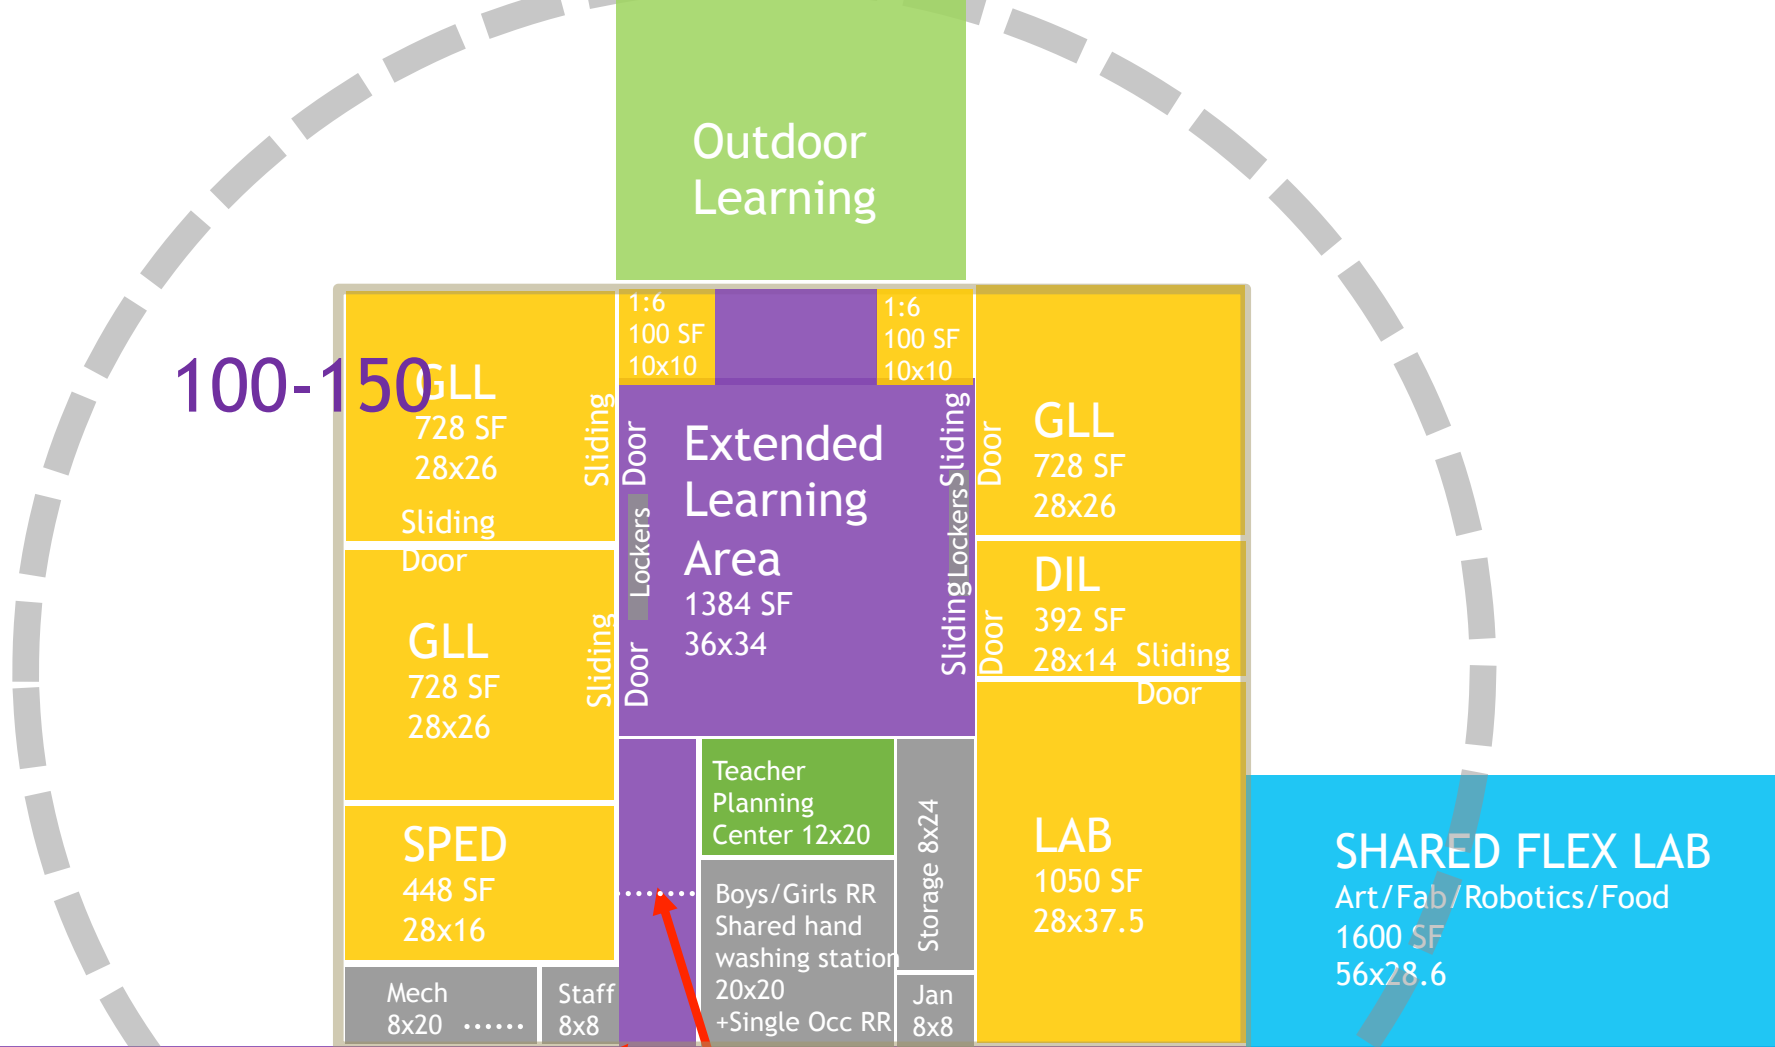 Outdoor
Learning
100-150
GLL
728 SF
28x26
Sliding
Door
Sliding
Door
1:6
100 SF
10x10
1:6
100 SF
10x10
Extended
Learning
Area
1384 SF
36x34
Lockers
Sliding
Door
Lockers
GLL
728 SF
28x26
GLL
728 SF
28x26
Sliding
Door
Sliding
Door
DIL
392 SF
28x14
Sliding
Door
SPED
448 SF
28x16
Teacher
Planning
Center 12x20
Storage 8x24
LAB
1050 SF
28x37.5
SHARED FLEX LAB
Art/Fab/Robotics/Food
1600 SF
56x28.6
Boys/Girls RR
Shared hand
washing station
20x20
+Single Occ RR
Mech
8x20
Staff
8x8
Jan
8x8